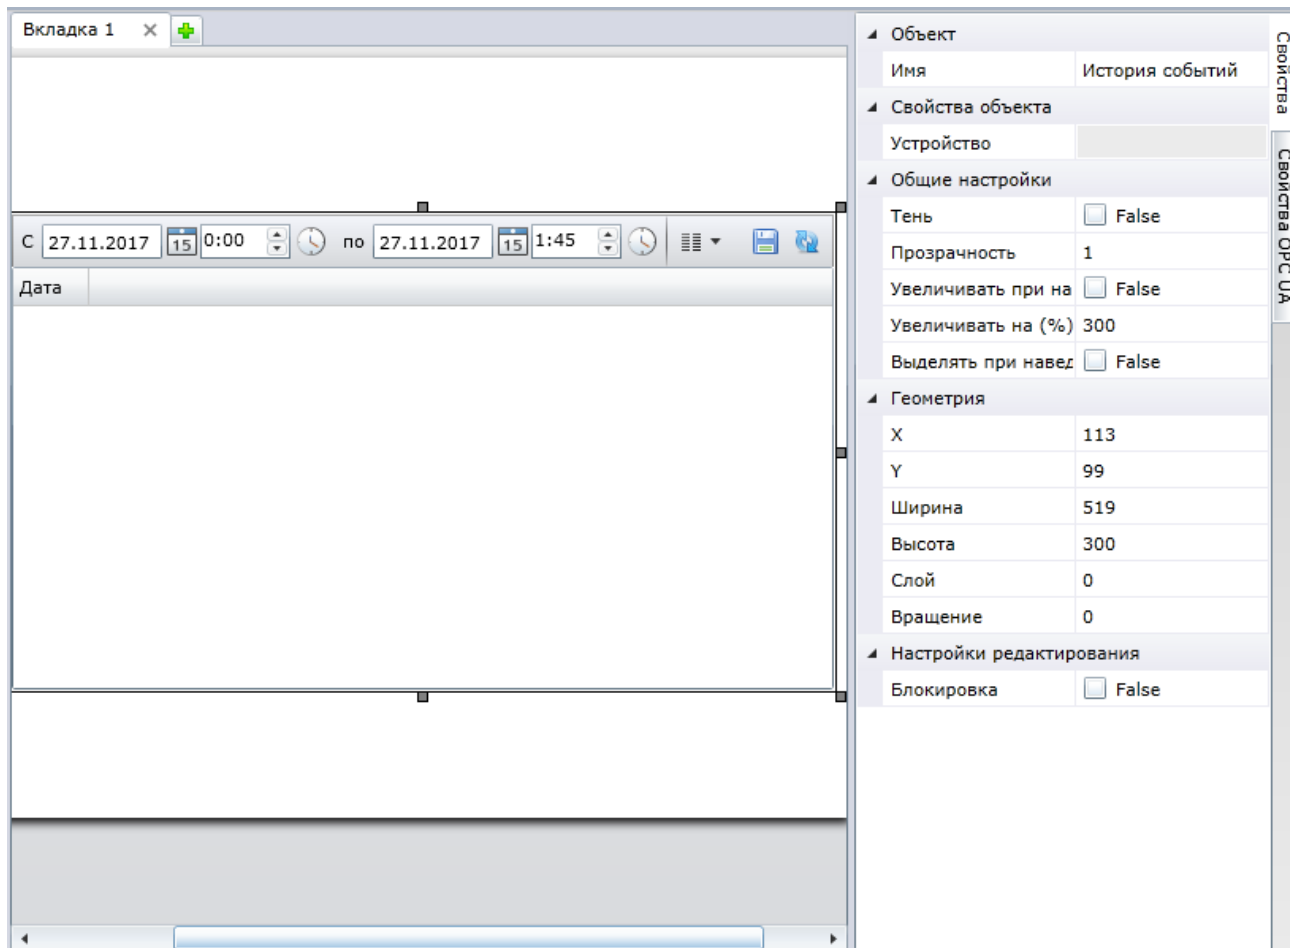 Вкладка 1
С 27.11.2017 15 0:00 по 27.11.2017 15 1:45
Дата
Объект
Имя История событий
Свойства объекта
Устройство
Общие настройки
Тень False
Прозрачность 1
Увеличивать при на False
Увеличивать на (%) 300
Выделять при навед False
Геометрия
X 113
Y 99
Ширина 519
Высота 300
Слой 0
Вращение 0
Настройки редактирования
Блокировка False
Свойства
Свойства OPC UA